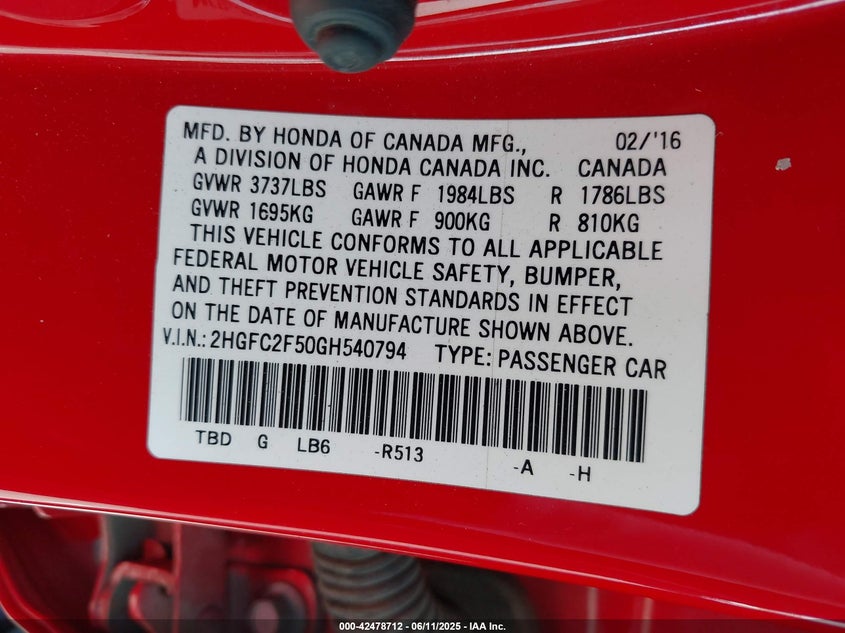 MFD. BY HONDA OF CANADA MFG., 02/'16
A DIVISION OF HONDA CANADA INC. CANADA
GVWR 3737LBS GAWR F 1984LBS R 1786LBS
GVWR 1695KG GAWR F 900KG R 810KG
THIS VEHICLE CONFORMS TO ALL APPLICABLE
FEDERAL MOTOR VEHICLE SAFETY, BUMPER,
AND THEFT PREVENTION STANDARDS IN EFFECT
ON THE DATE OF MANUFACTURE SHOWN ABOVE.
V.I.N.: 2HGFC2F50GH540794 TYPE: PASSENGER CAR
TBD G LB6 -R513 -A -H
000-42478712 - 06/11/2025 - IAA Inc.